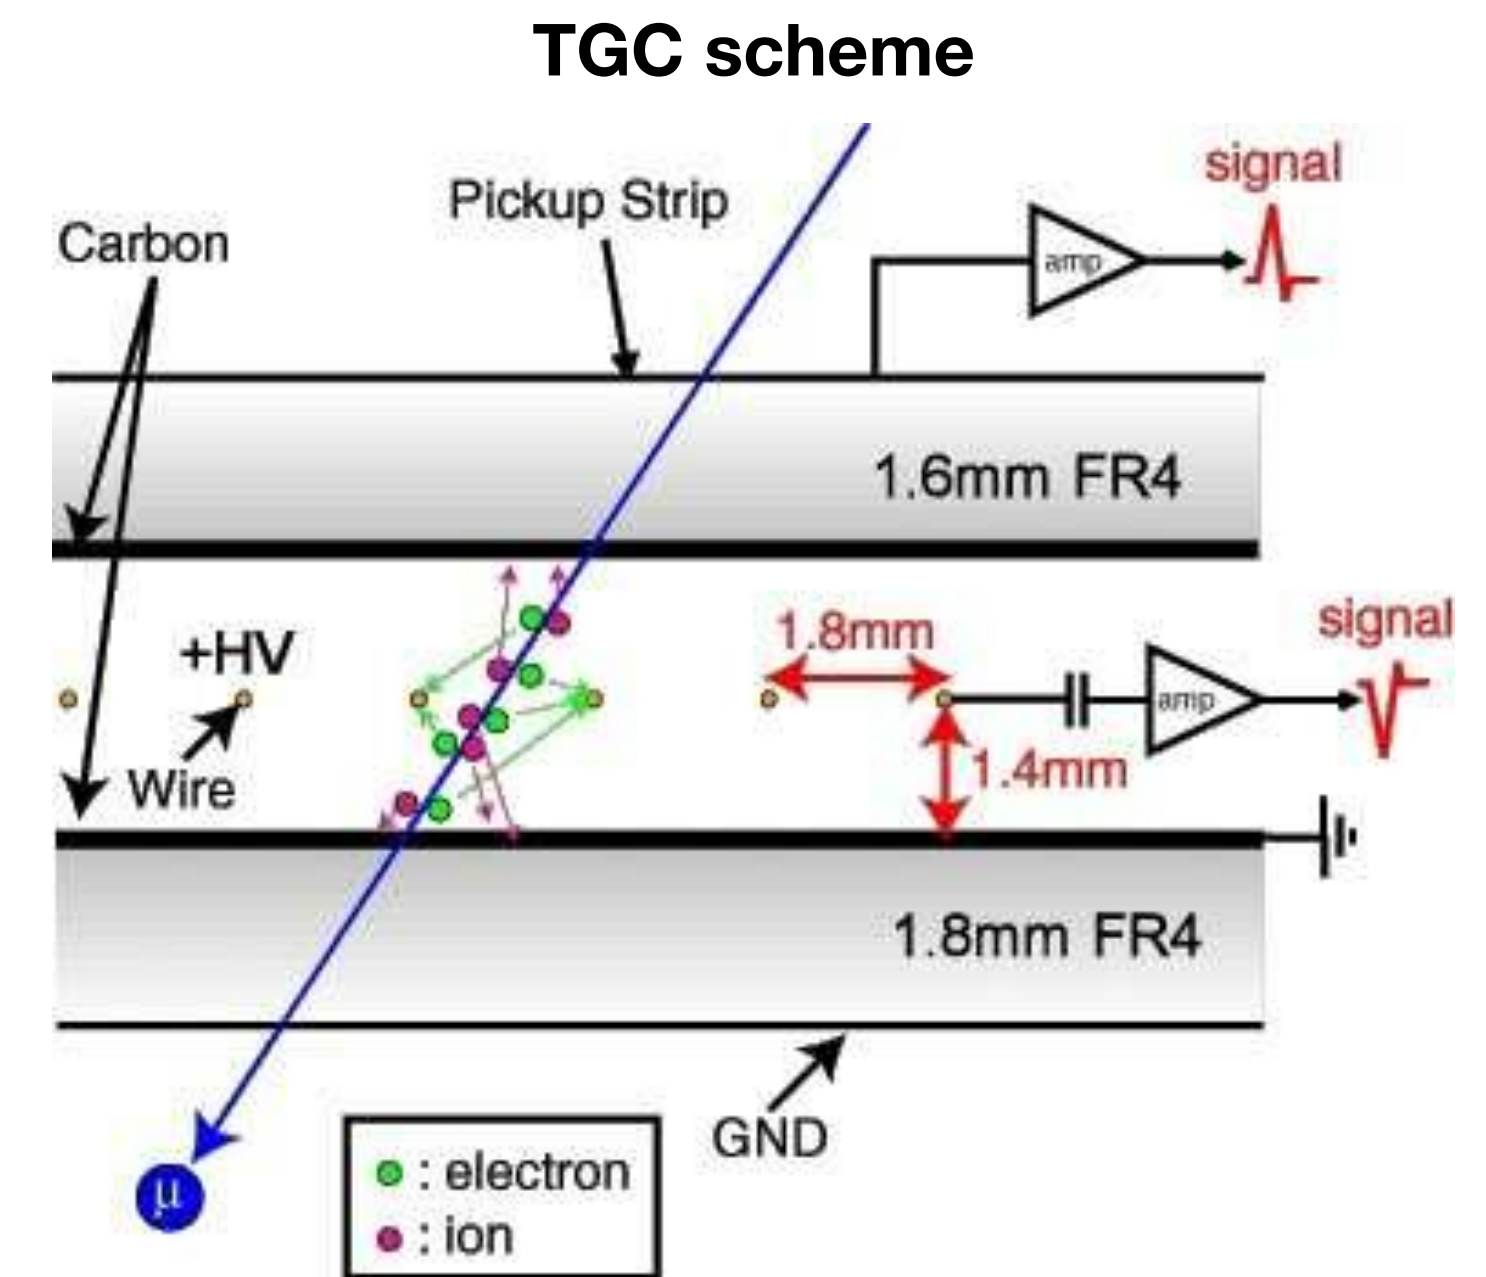 TGC scheme
signal
Pickup Strip
Carbon
amp
1.6mm FR4
1.8mm
signal
+HV
amp
1.4mm
Wire
1.8mm FR4
GND
: electron
μ
: ion